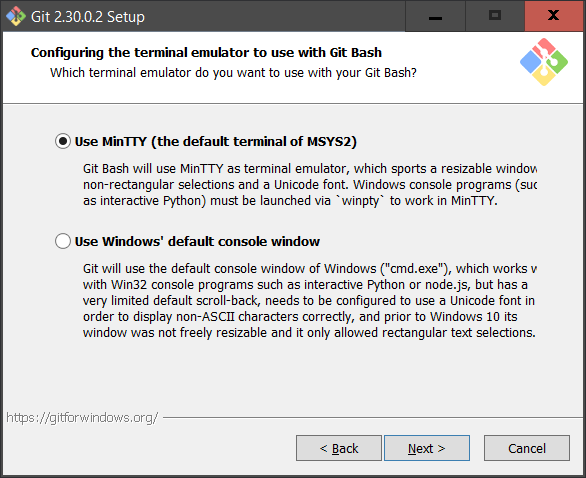 Git 2.30.0.2 Setup
Configuring the terminal emulator to use with Git Bash
Which terminal emulator do you want to use with your Git Bash?
Use MinTTY (the default terminal of MSYS2)
Git Bash will use MinTTY as terminal emulator, which sports a resizable window
non-rectangular selections and a Unicode font. Windows console programs (suc
as interactive Python) must be launched via `winpty` to work in MinTTY.
Use Windows' default console window
Git will use the default console window of Windows ("cmd.exe"), which works w
with Win32 console programs such as interactive Python or node.js, but has a
very limited default scroll-back, needs to be configured to use a Unicode font in
order to display non-ASCII characters correctly, and prior to Windows 10 its
window was not freely resizable and it only allowed rectangular text selections.
https://gitforwindows.org/
< Back
Next >
Cancel